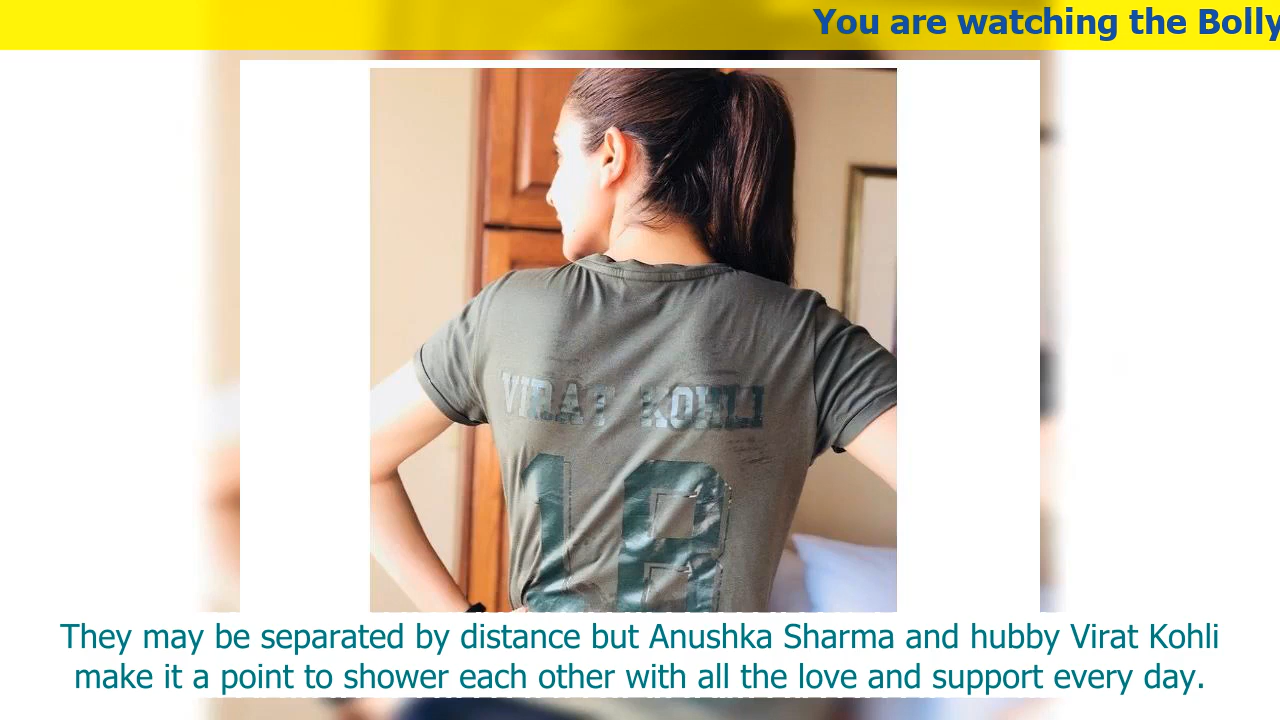 You are watching the Bolly
VIRAT KOHLI
18
They may be separated by distance but Anushka Sharma and hubby Virat Kohli
make it a point to shower each other with all the love and support every day.